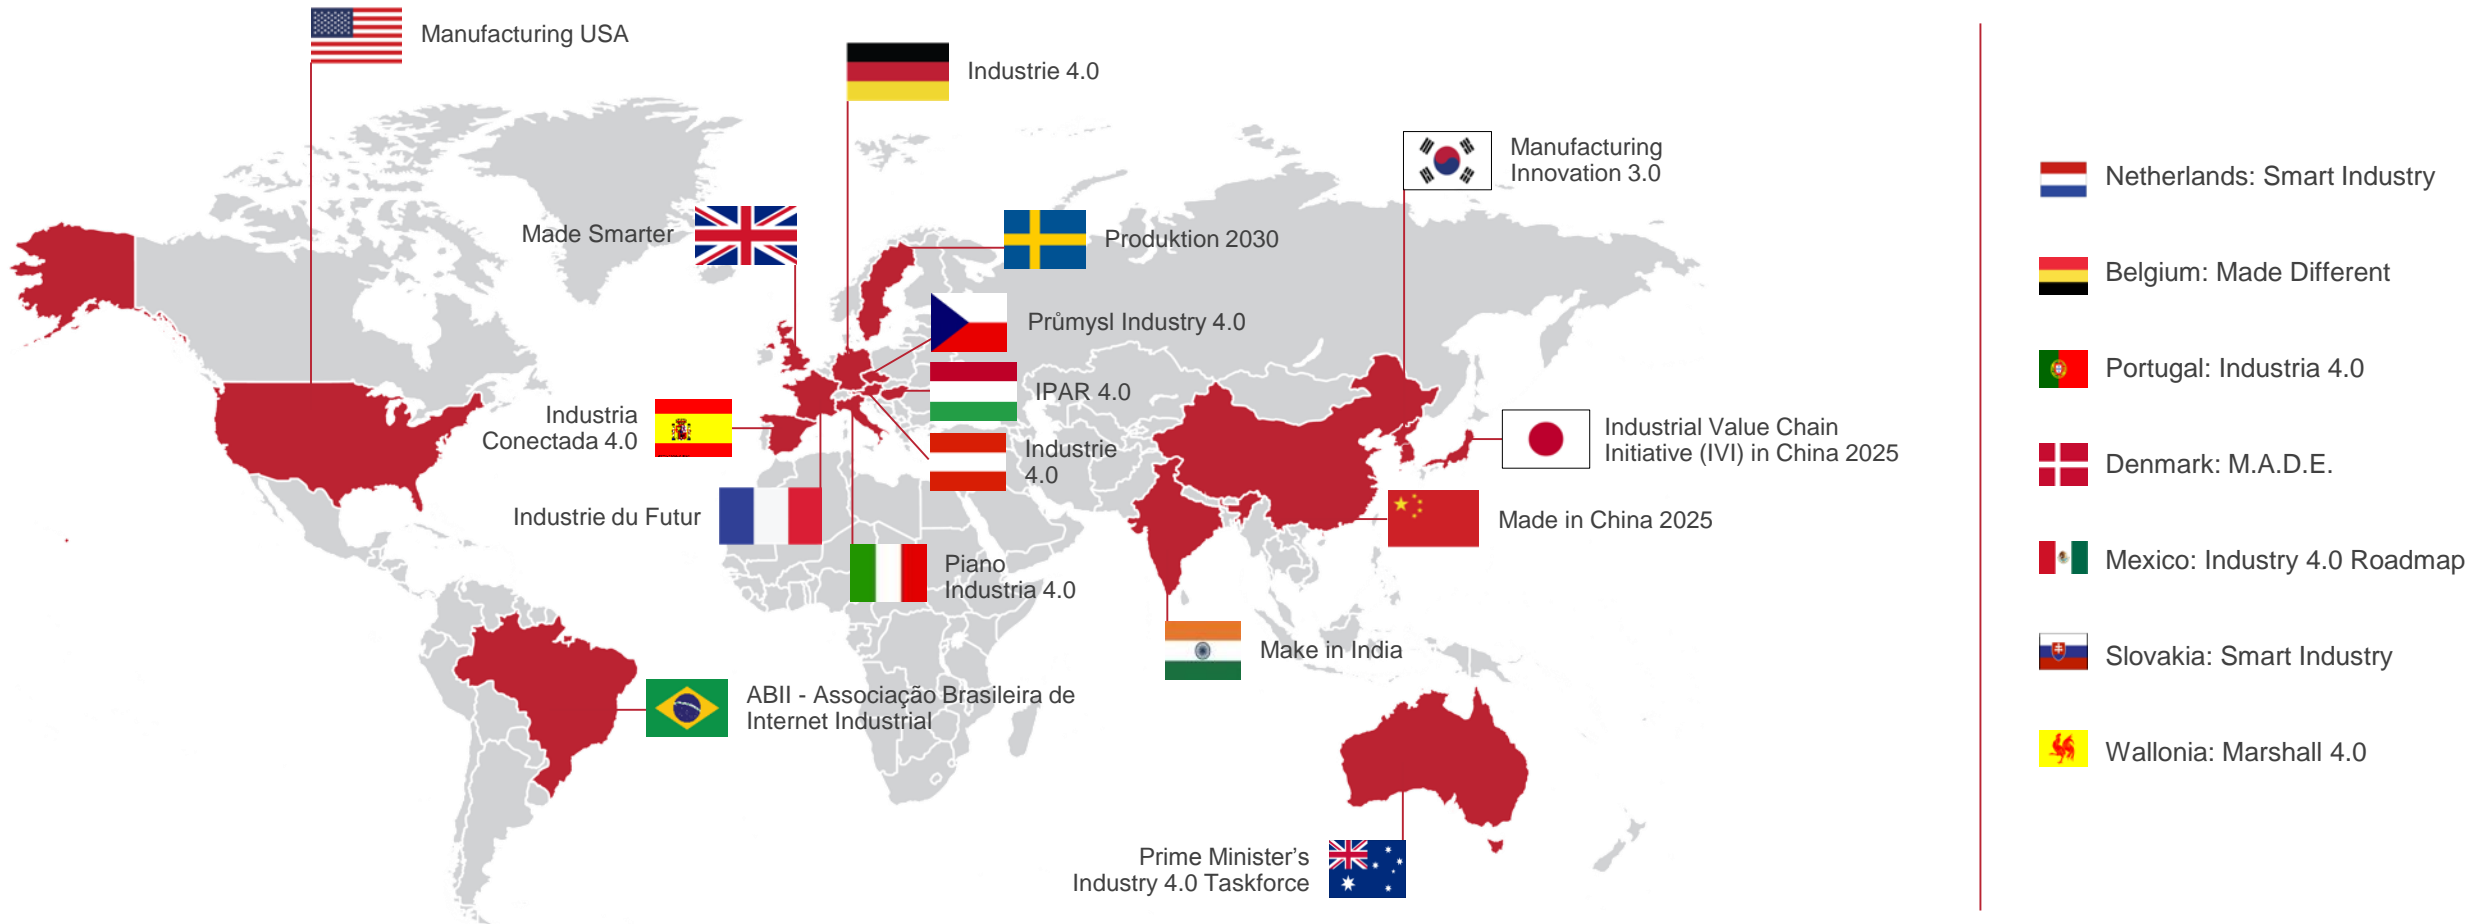 Manufacturing USA
Industrie 4.0
Manufacturing
Innovation 3.0
Made Smarter
Produktion 2030
Průmysl Industry 4.0
IPAR 4.0
Industria
Conectada 4.0
Industrie
4.0
Industrial Value Chain
Initiative (IVI) in China 2025
Industrie du Futur
Made in China 2025
Piano
Industria 4.0
Make in India
ABII - Associação Brasileira de
Internet Industrial
Prime Minister’s
Industry 4.0 Taskforce
Netherlands: Smart Industry
Belgium: Made Different
Portugal: Industria 4.0
Denmark: M.A.D.E.
Mexico: Industry 4.0 Roadmap
Slovakia: Smart Industry
Wallonia: Marshall 4.0